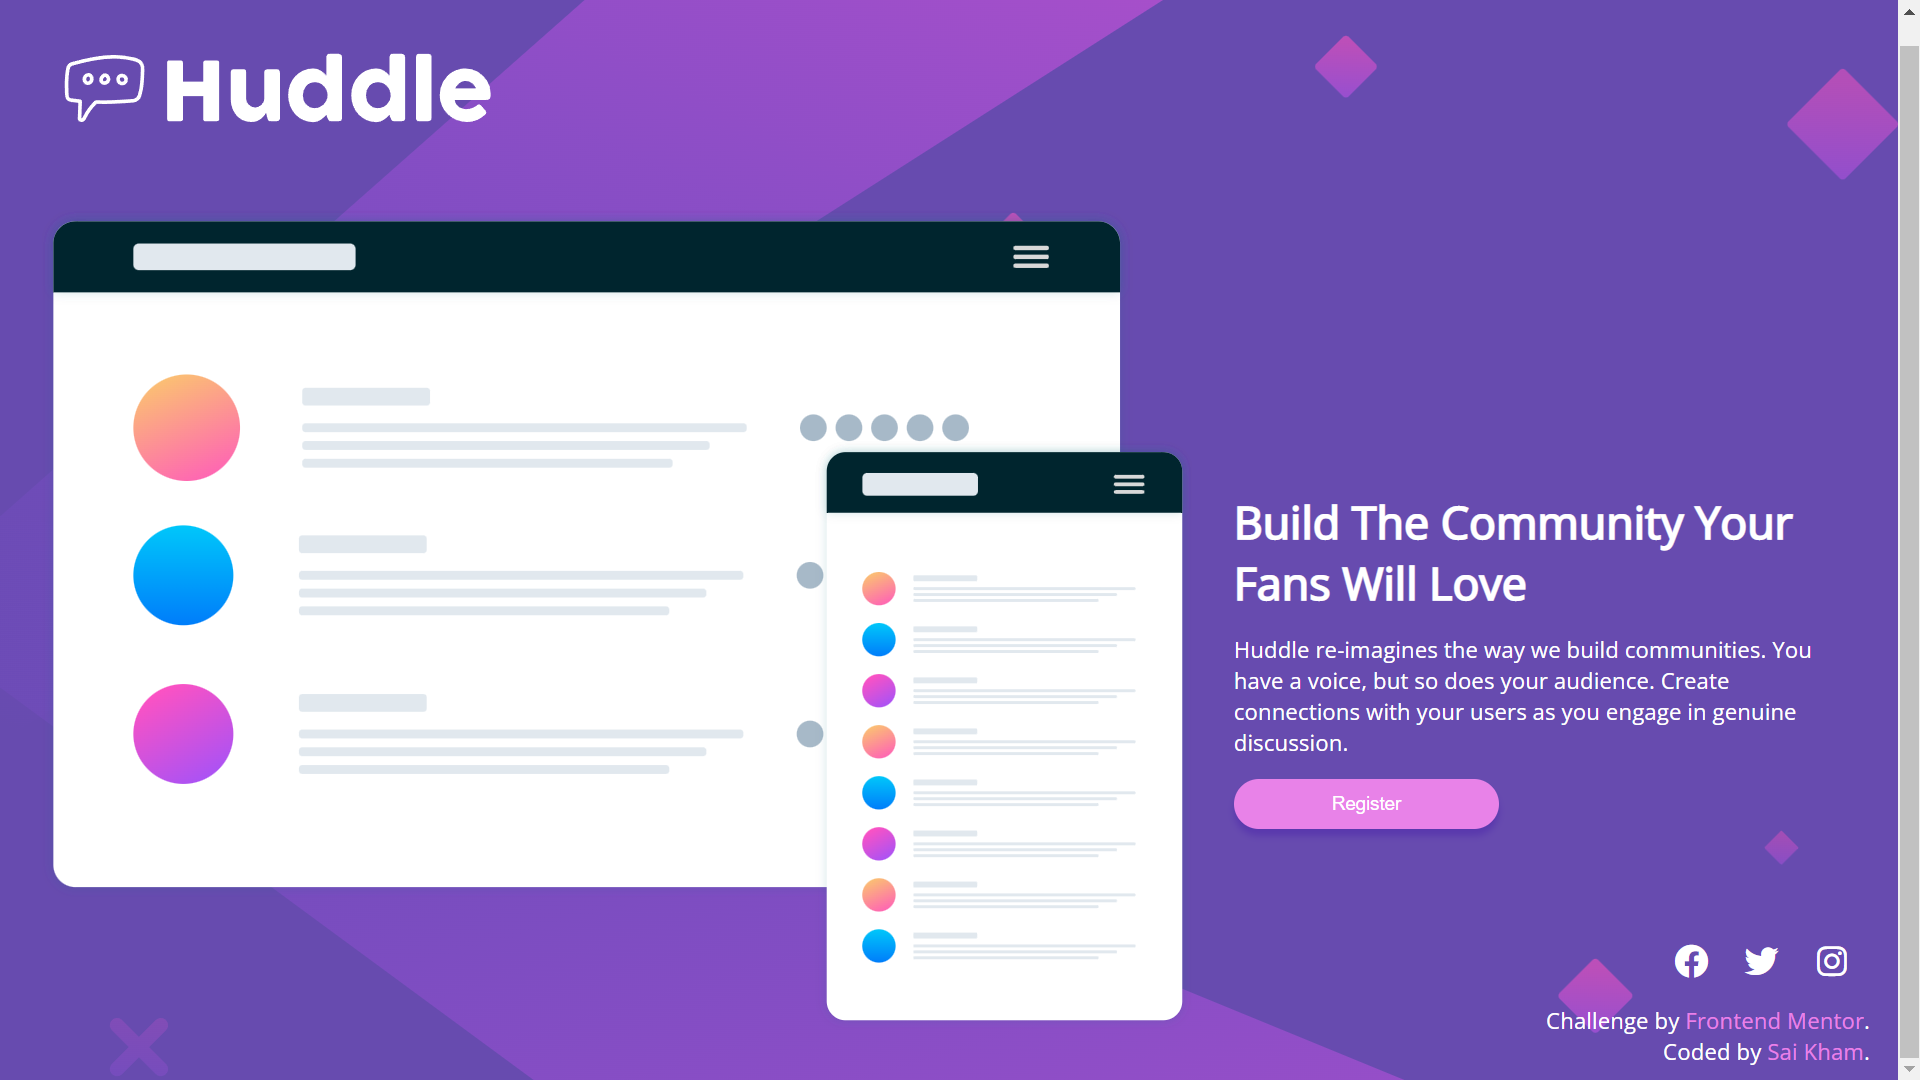 Huddle
Build The Community Your
Fans Will Love
Huddle re-imagines the way we build communities. You
have a voice, but so does your audience. Create
connections with your users as you engage in genuine
discussion.
Register
Challenge by Frontend Mentor.
Coded by Sai Kham.